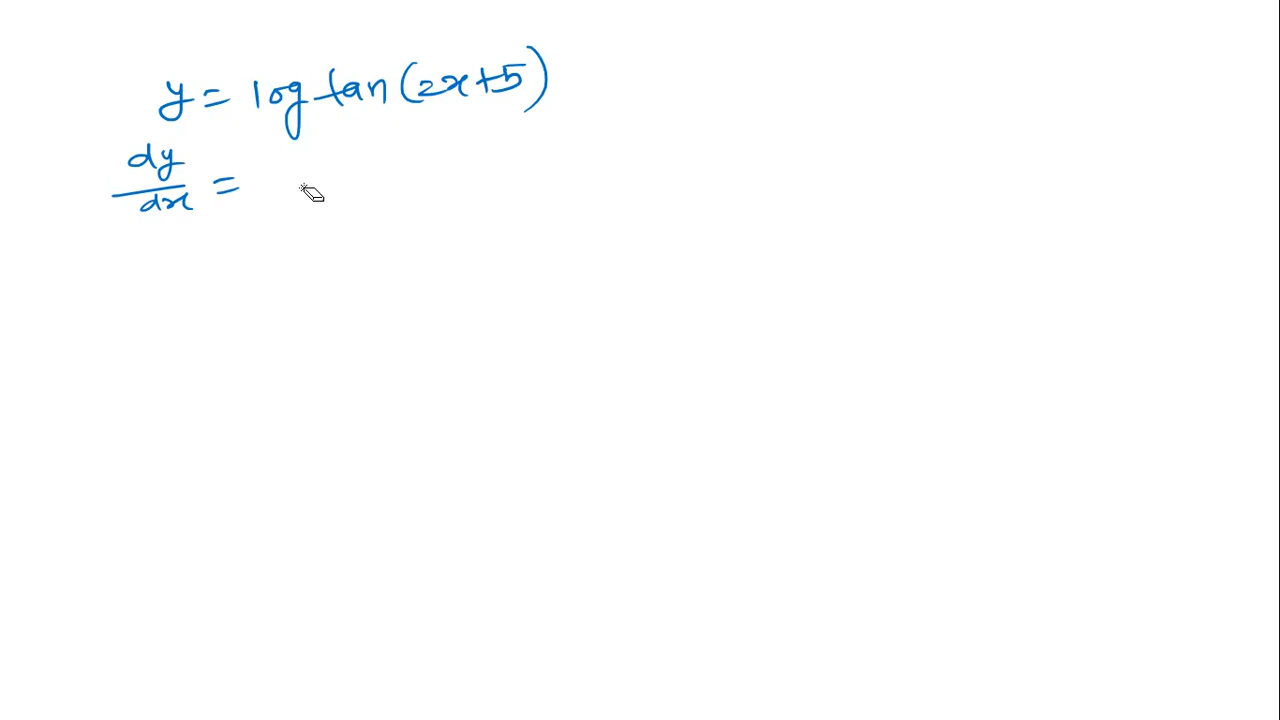 y = log tan (2x+5)
dy/dx =